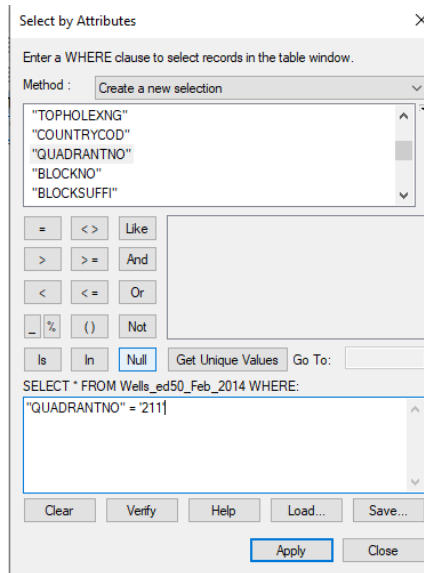 Select by Attributes
Enter a WHERE clause to select records in the table window.
Method : Create a new selection
"TOPHOLEXNG"
"COUNTRYCOD"
"QUADRANTNO"
"BLOCKNO"
"BLOCKSUFFI"
= < > Like
> > = And
< < = Or
_ % () Not
Is In Null Get Unique Values Go To:
SELECT * FROM Wells_ed50_Feb_2014 WHERE:
"QUADRANTNO" = '211'
Clear Verify Help Load... Save...
Apply Close